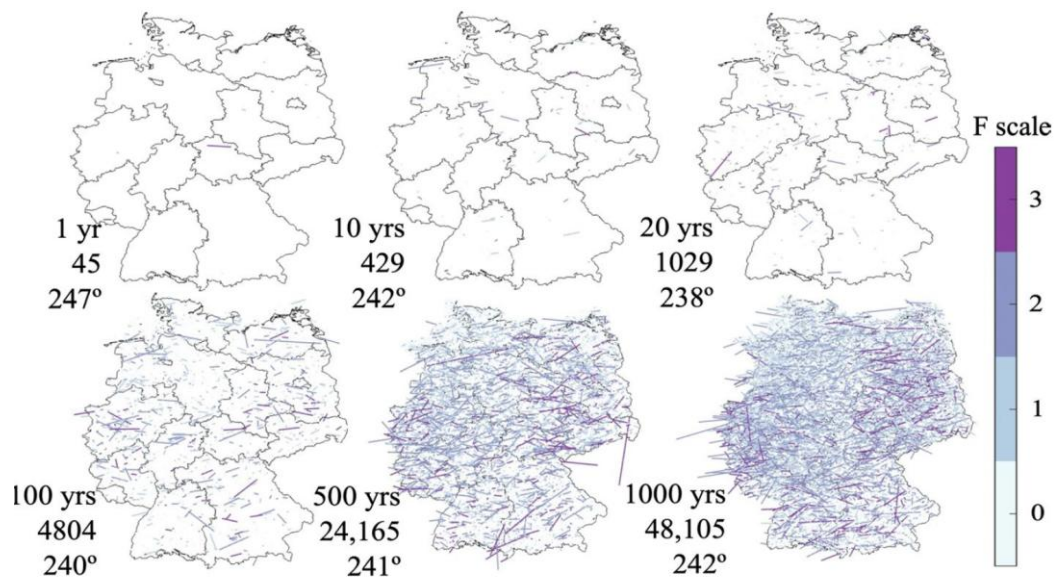 1 yr
45
247º
10 yrs
429
242º
20 yrs
1029
238º
F scale
3
2
1
0
100 yrs
4804
240º
500 yrs
24,165
241º
1000 yrs
48,105
242º